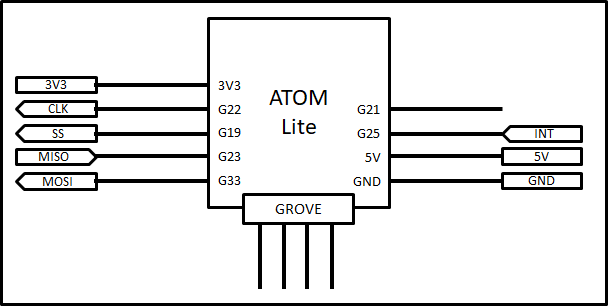 3V3 3V3
CLK G22
SS G19
MISO G23
MOSI G33
ATOM
Lite
G21
G25 INT
5V 5V
GND GND
GROVE